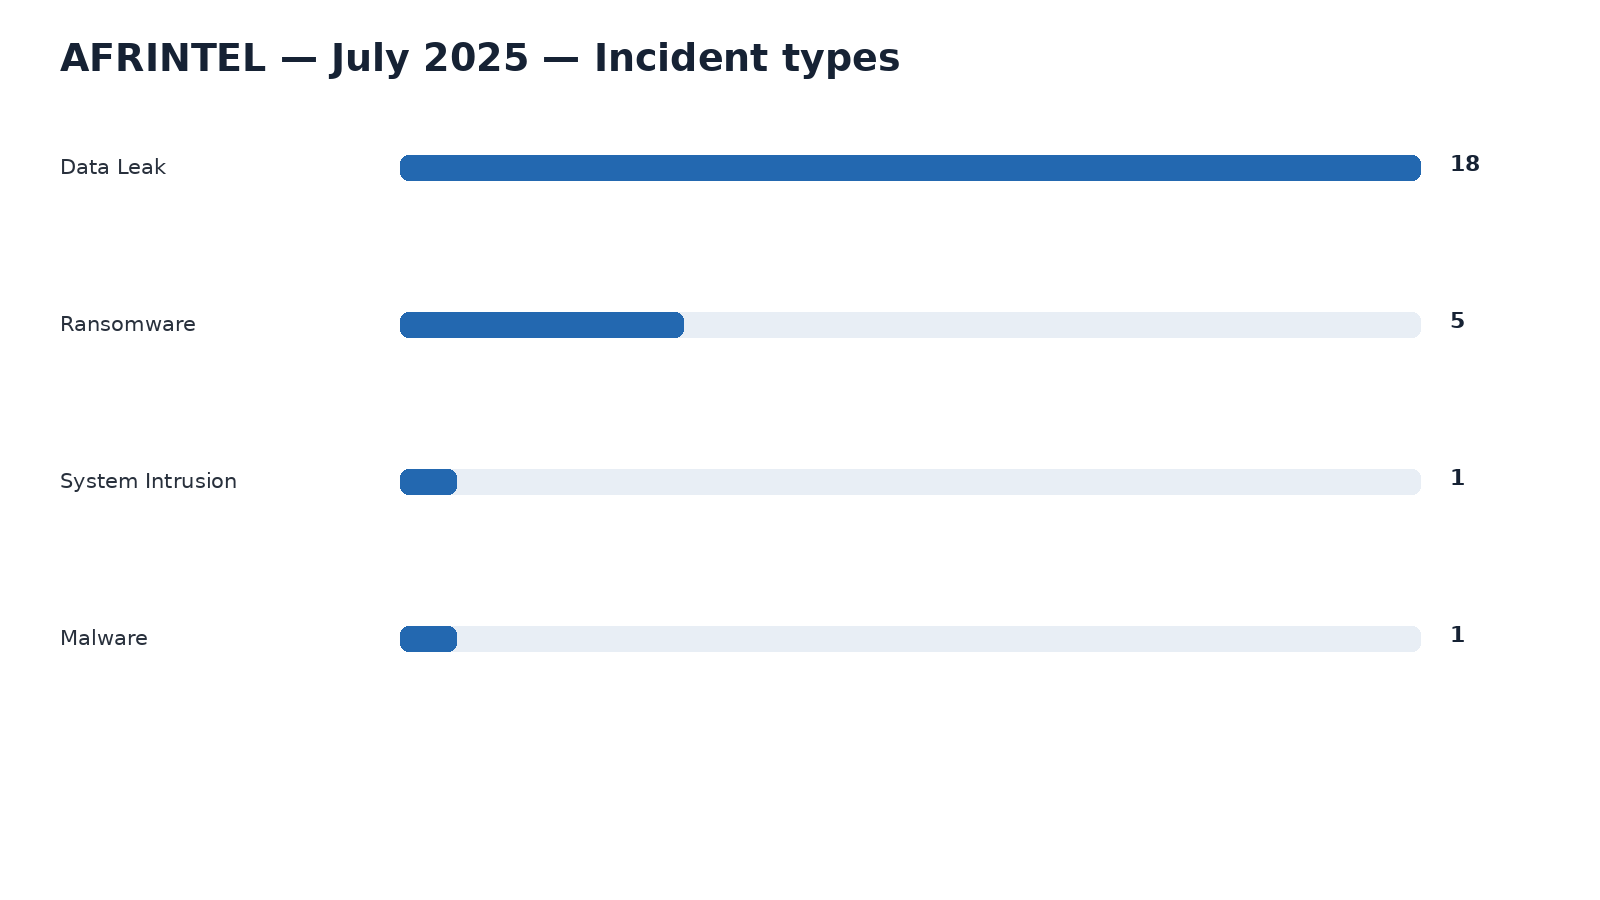 AFRINTEL — July 2025 — Incident types
Data Leak 18
Ransomware 5
System Intrusion 1
Malware 1